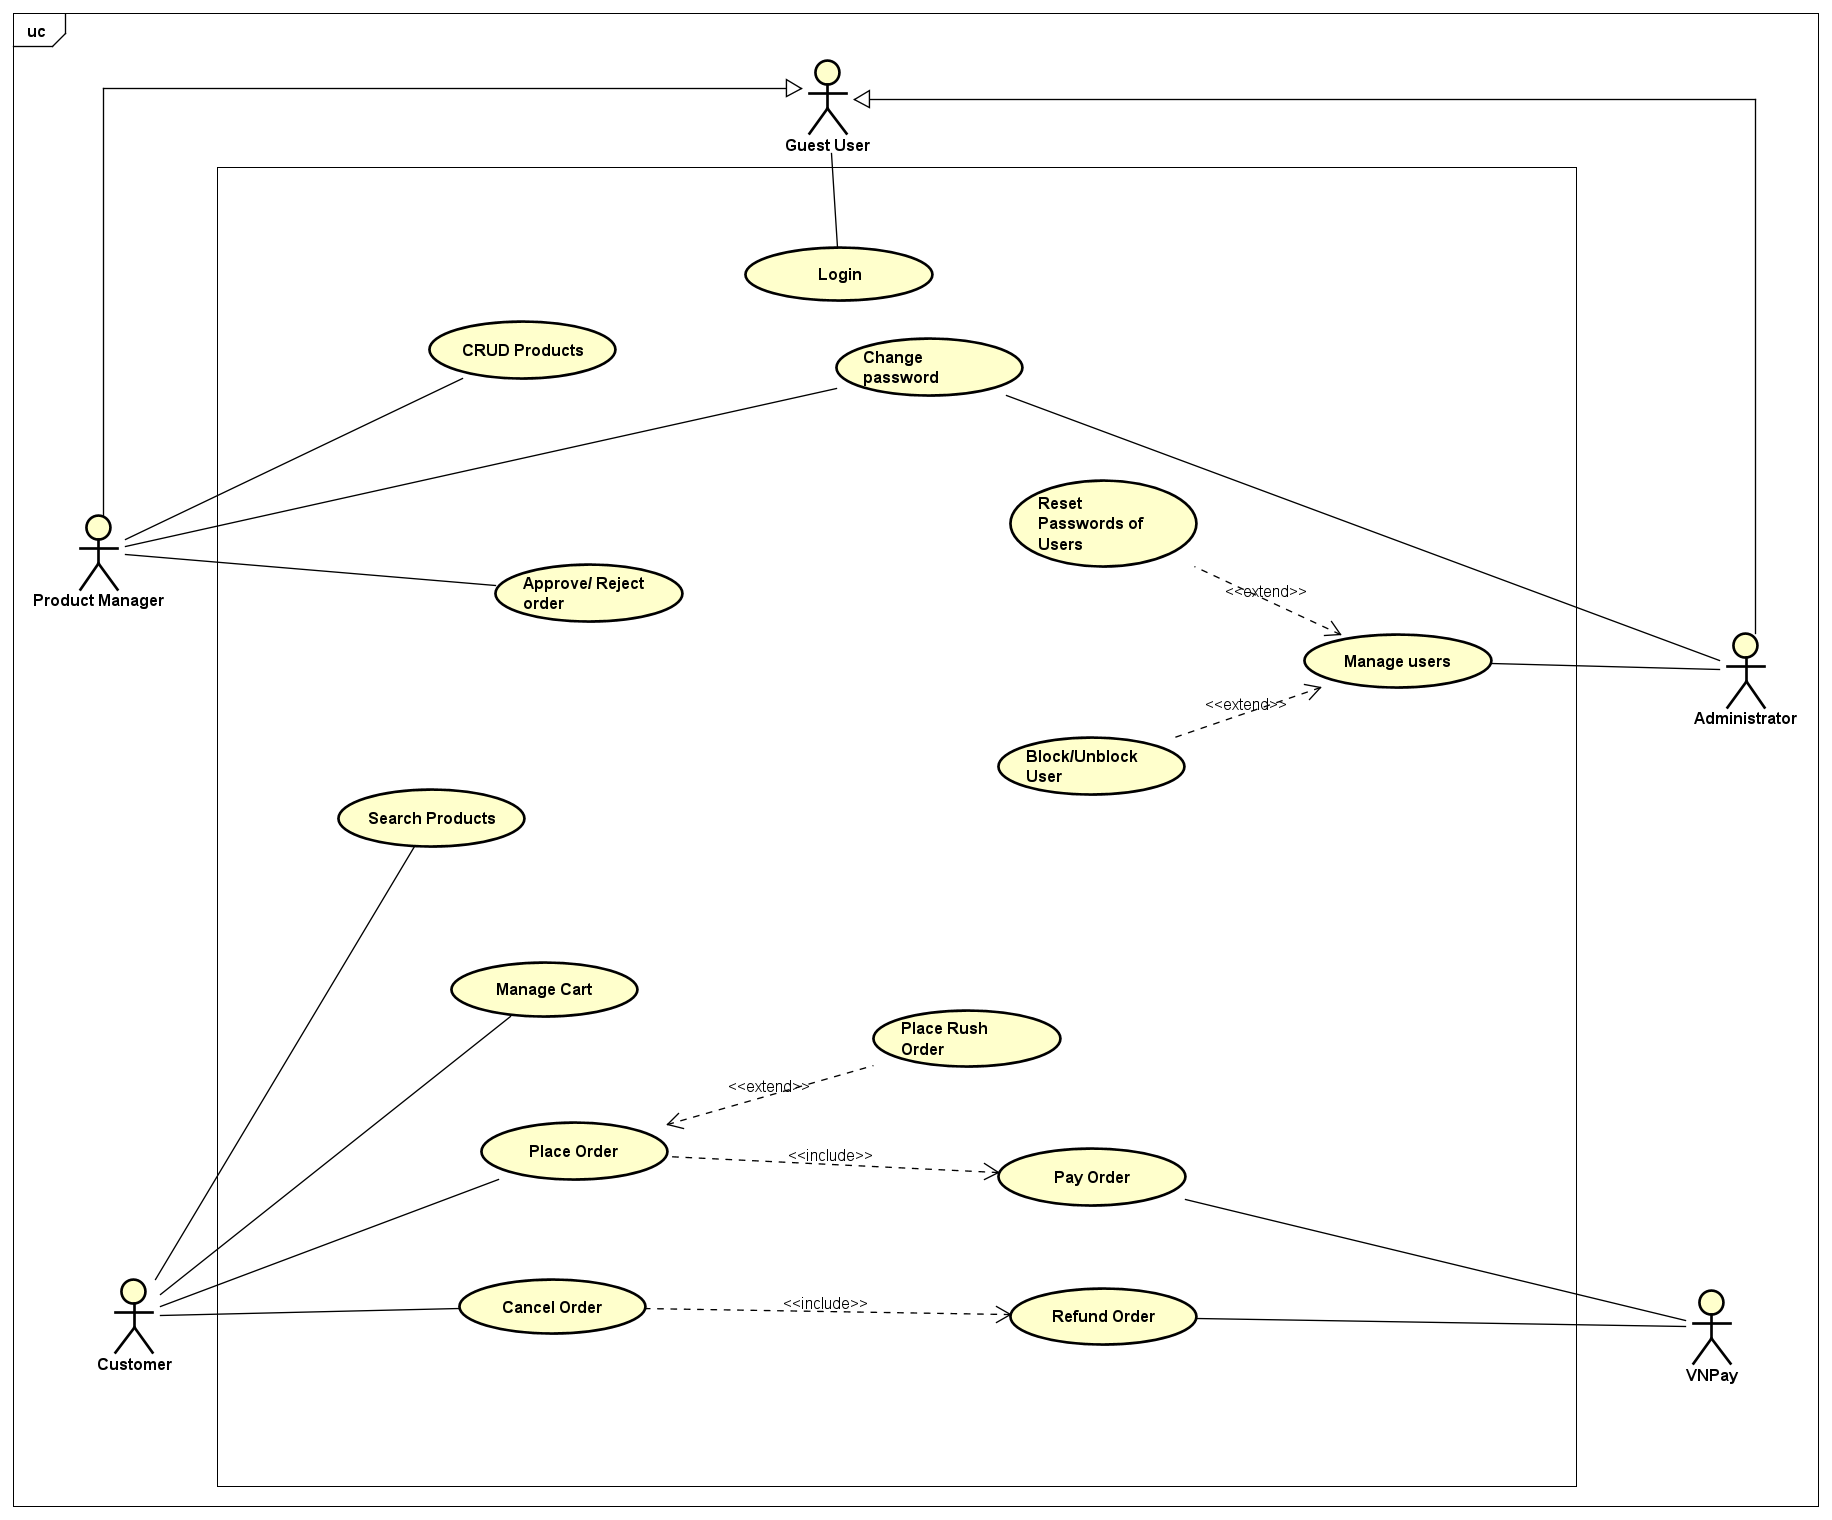 uc
Guest User
Login
CRUD Products
Change
password
Reset
Passwords of
Users
Product Manager
Approve/ Reject
order
<<extend>>
Manage users
Administrator
<<extend>>
Block/Unblock
User
Search Products
Manage Cart
Place Rush
Order
<<extend>>
Place Order
<<include>>
Pay Order
Cancel Order
<<include>>
Refund Order
Customer
VNPay